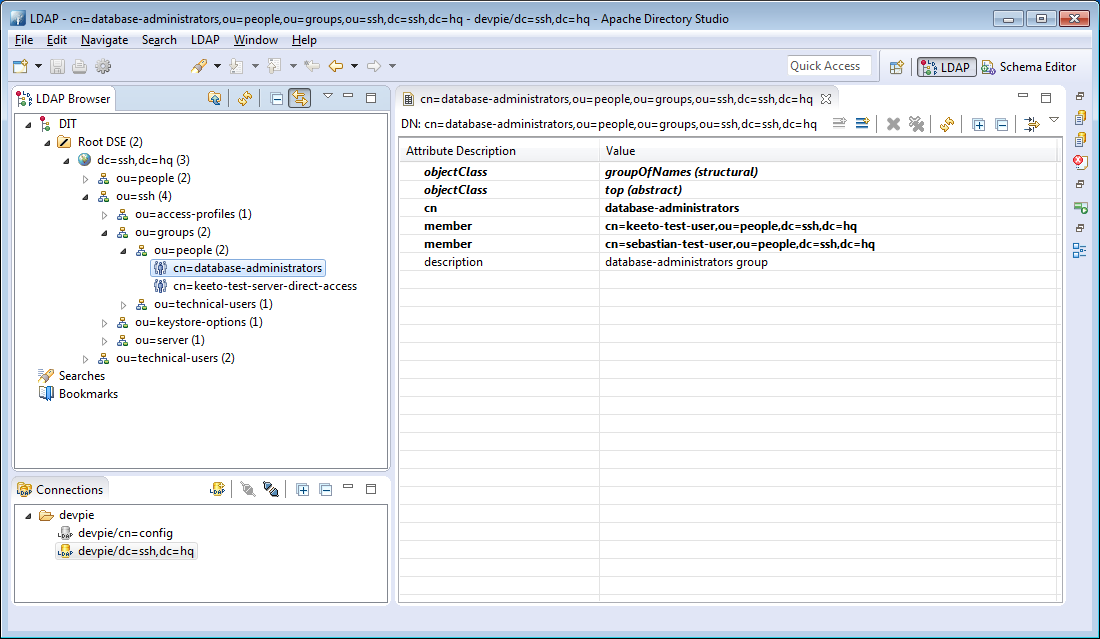 LDAP - cn=database-administrators,ou=people,ou=groups,ou=ssh,dc=ssh,dc=hq - devpie/dc=ssh,dc=hq - Apache Directory Studio
File Edit Navigate Search LDAP Window Help
Quick Access LDAP Schema Editor
LDAP Browser
DIT
Root DSE (2)
dc=ssh,dc=hq (3)
ou=people (2)
ou=ssh (4)
ou=access-profiles (1)
ou=groups (2)
ou=people (2)
cn=database-administrators
cn=keeto-test-server-direct-access
ou=technical-users (1)
ou=keystore-options (1)
ou=server (1)
ou=technical-users (2)
Searches
Bookmarks
Connections
devpie
devpie/cn=config
devpie/dc=ssh,dc=hq
cn=database-administrators,ou=people,ou=groups,ou=ssh,dc=ssh,dc=hq
DN: cn=database-administrators,ou=people,ou=groups,ou=ssh,dc=ssh,dc=hq
Attribute Description Value
objectClass groupOfNames (structural)
objectClass top (abstract)
cn database-administrators
member cn=keeto-test-user,ou=people,dc=ssh,dc=hq
member cn=sebastian-test-user,ou=people,dc=ssh,dc=hq
description database-administrators group